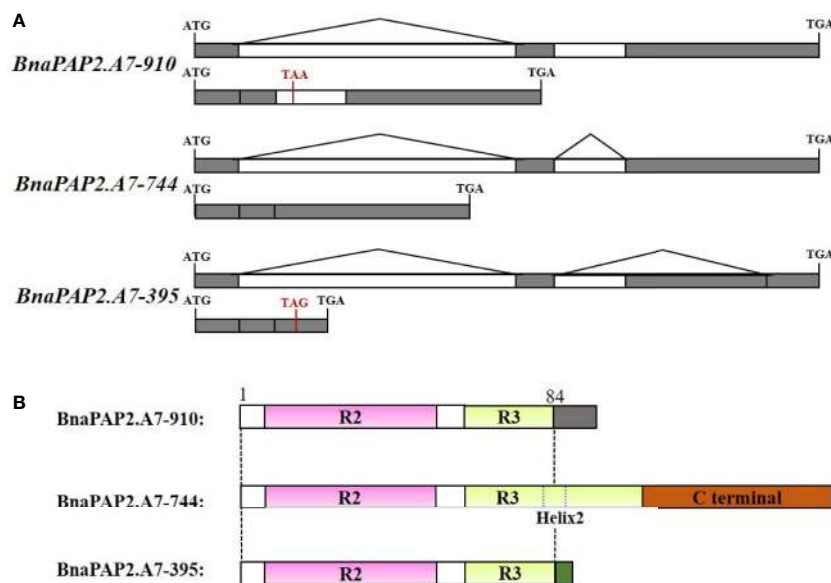 A
ATG TGA
BnaPAP2.A7-910
ATG TAA TGA
ATG TGA
BnaPAP2.A7-744
ATG TGA
ATG TGA
BnaPAP2.A7-395
ATG TAG TGA
B
1 84
BnaPAP2.A7-910: R2 R3
BnaPAP2.A7-744: R2 R3 C terminal
Helix2
BnaPAP2.A7-395: R2 R3